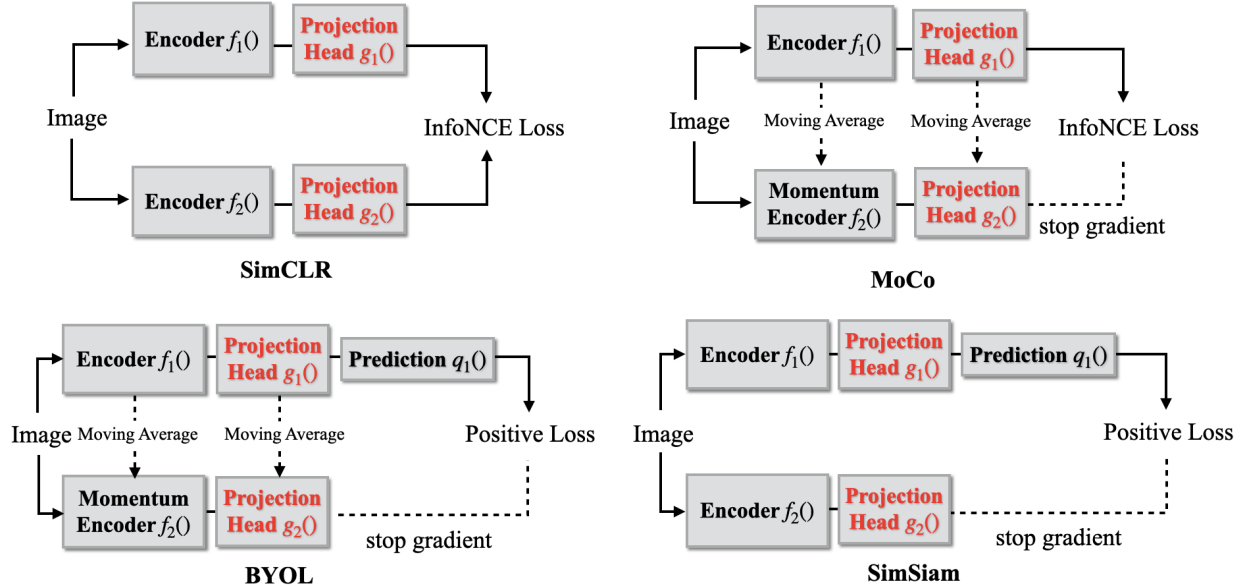 Encoder f₁()
Projection
Head g₁()
Image
InfoNCE Loss
Encoder f₂()
Projection
Head g₂()
SimCLR
Encoder f₁()
Projection
Head g₁()
Image
Moving Average
Moving Average
InfoNCE Loss
Momentum
Encoder f₂()
Projection
Head g₂()
stop gradient
MoCo
Encoder f₁()
Projection
Head g₁()
Prediction q₁()
Image
Moving Average
Moving Average
Positive Loss
Momentum
Encoder f₂()
Projection
Head g₂()
stop gradient
BYOL
Encoder f₁()
Projection
Head g₁()
Prediction q₁()
Image
Positive Loss
Encoder f₂()
Projection
Head g₂()
stop gradient
SimSiam